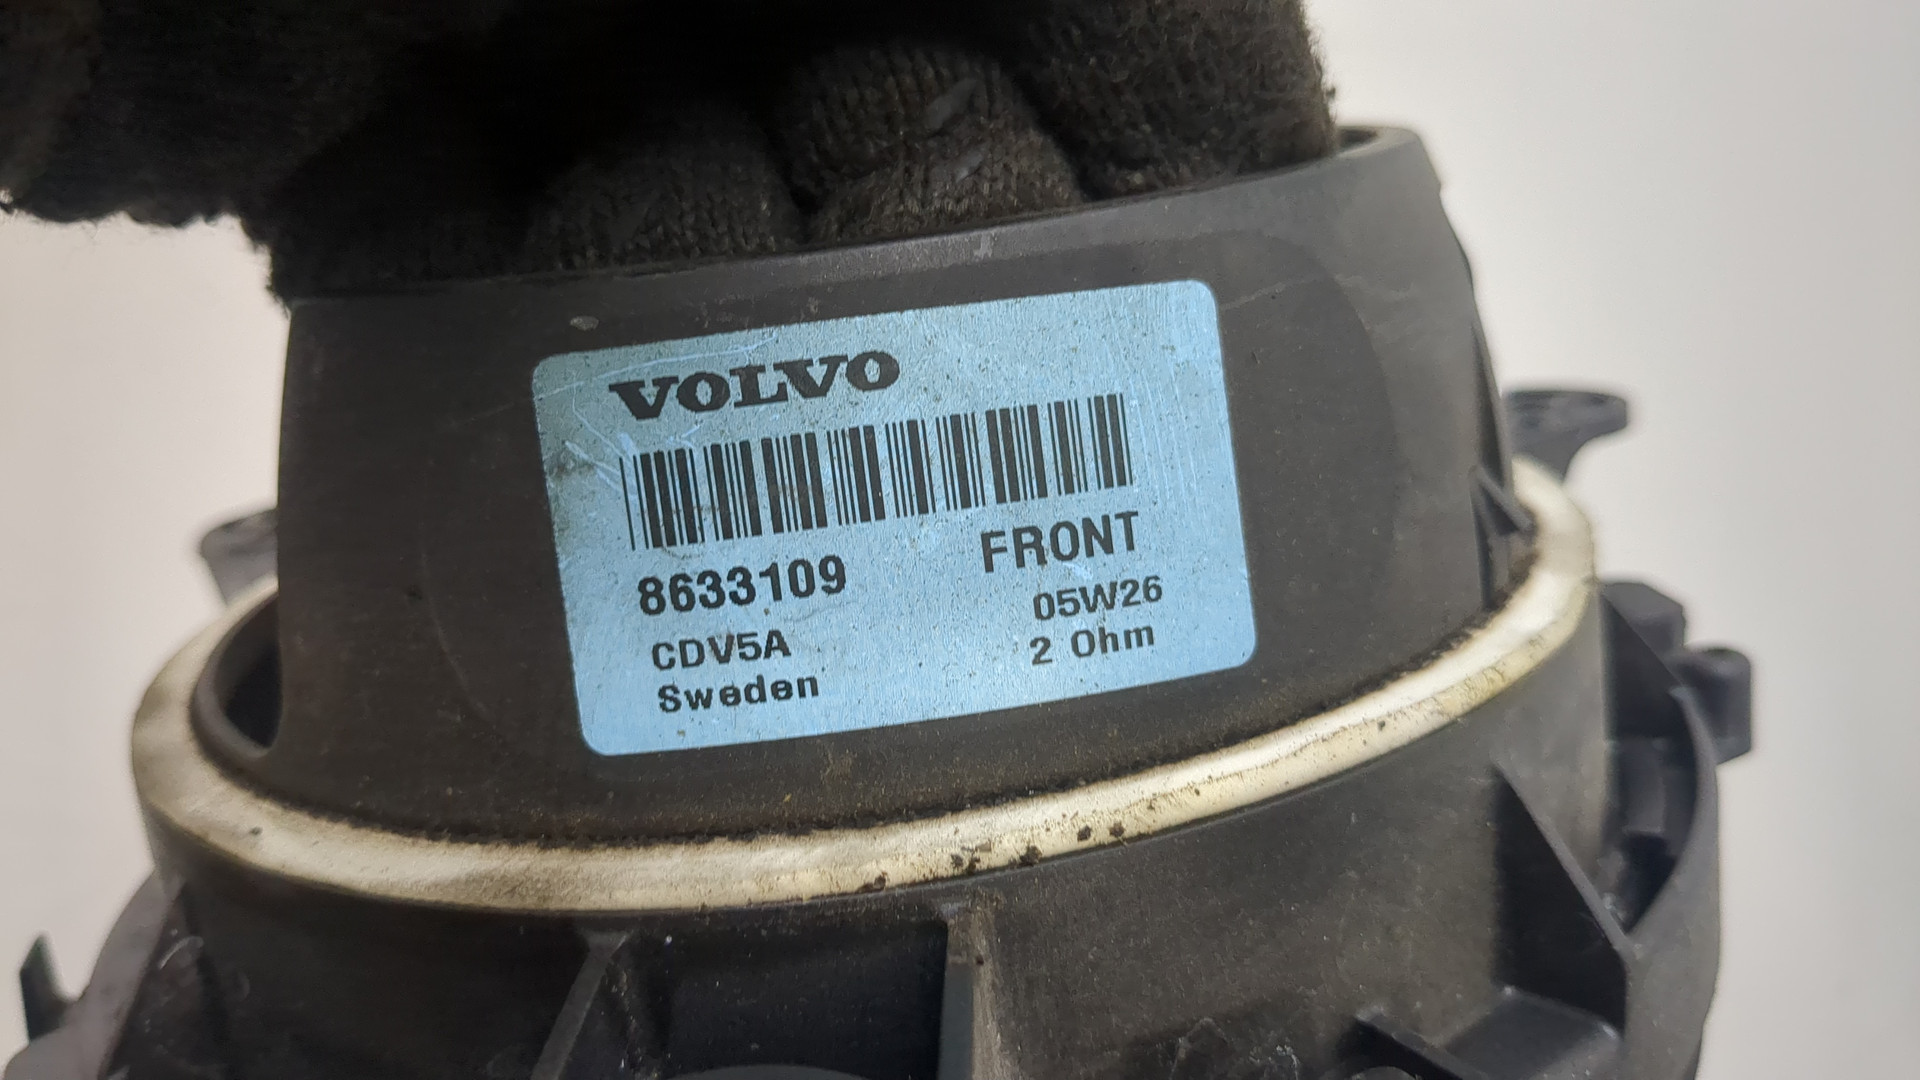 VOLVO
8633109 FRONT
CDV5A 05W26
Sweden 2 Ohm